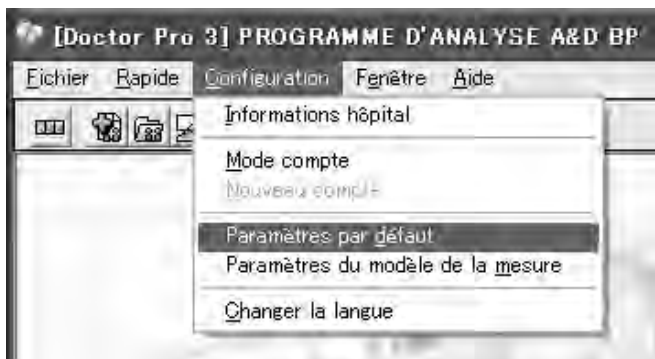 [Doctor Pro 3] PROGRAMME D'ANALYSE A&D BP
Fichier Rapide Configuration Fenêtre Aide
Informations hôpital
Mode compte
Nouveau compte
Paramètres par défaut
Paramètres du modèle de la mesure
Changer la langue